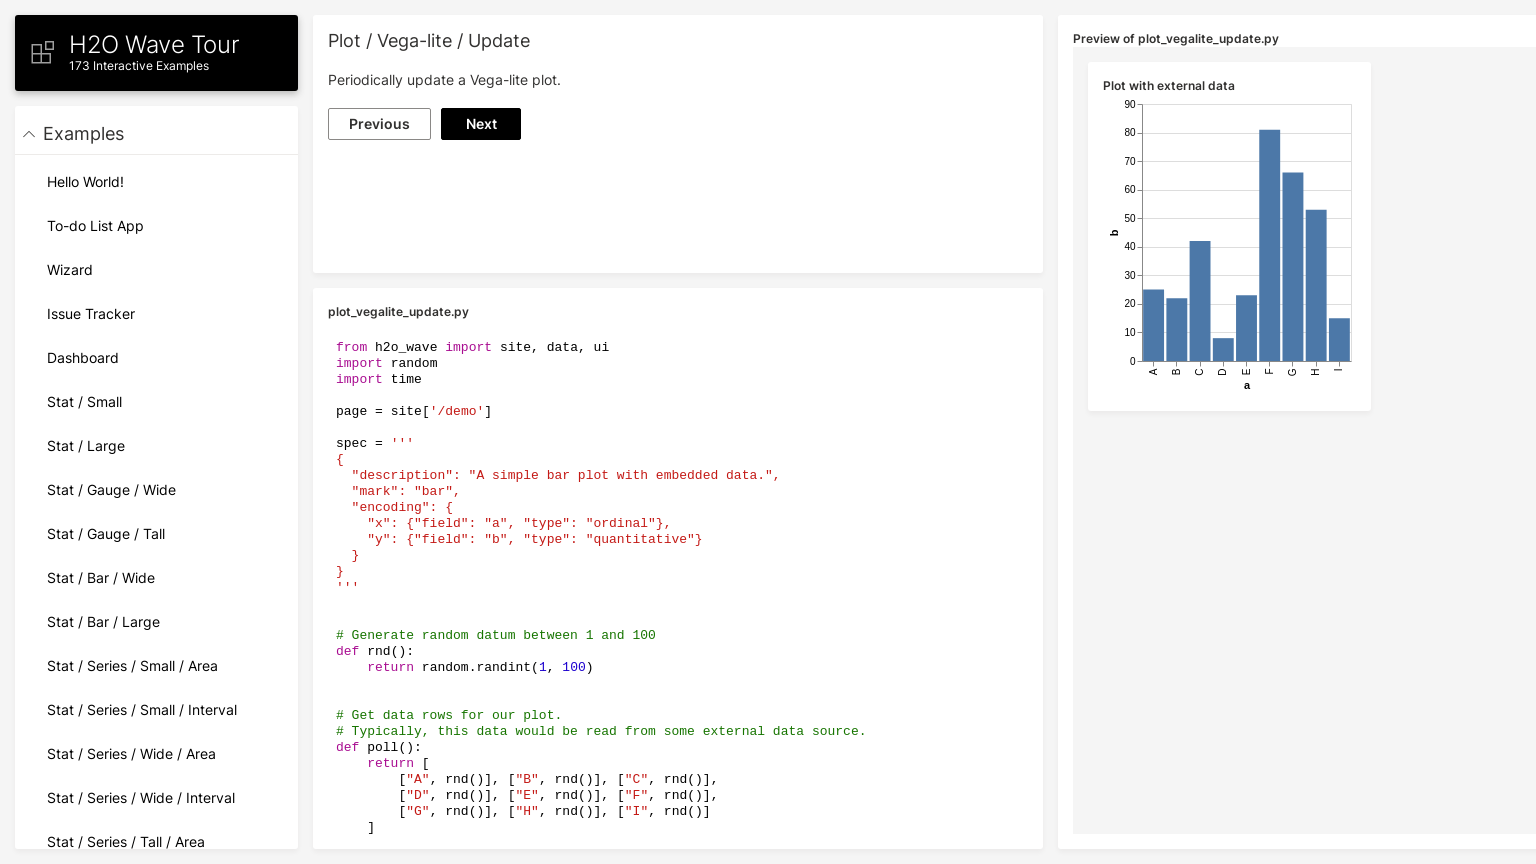 H2O Wave Tour
173 Interactive Examples
Examples
Hello World!
To-do List App
Wizard
Issue Tracker
Dashboard
Stat / Small
Stat / Large
Stat / Gauge / Wide
Stat / Gauge / Tall
Stat / Bar / Wide
Stat / Bar / Large
Stat / Series / Small / Area
Stat / Series / Small / Interval
Stat / Series / Wide / Area
Stat / Series / Wide / Interval
Stat / Series / Tall / Area
Plot / Vega-lite / Update
Periodically update a Vega-lite plot.
Previous Next
plot_vegalite_update.py
from h2o_wave import site, data, ui
import random
import time
page = site['/demo']
spec = '''
{
  "description": "A simple bar plot with embedded data.",
  "mark": "bar",
  "encoding": {
    "x": {"field": "a", "type": "ordinal"},
    "y": {"field": "b", "type": "quantitative"}
  }
}
'''
# Generate random datum between 1 and 100
def rnd():
    return random.randint(1, 100)
# Get data rows for our plot.
# Typically, this data would be read from some external data source.
def poll():
    return [
        ["A", rnd()], ["B", rnd()], ["C", rnd()],
        ["D", rnd()], ["E", rnd()], ["F", rnd()],
        ["G", rnd()], ["H", rnd()], ["I", rnd()]
    ]
Preview of plot_vegalite_update.py
Plot with external data
90
80
70
60
50
40
30
20
10
0
b
A B C D E F G H I
a